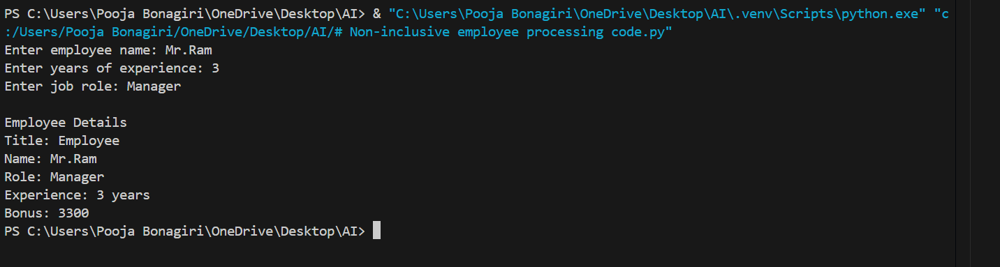 PS C:\Users\Pooja Bonagiri\OneDrive\Desktop\AI> & "C:\Users\Pooja Bonagiri\OneDrive\Desktop\AI\.venv\Scripts\python.exe" "c
:/Users/Pooja Bonagiri/OneDrive/Desktop/AI/# Non-inclusive employee processing code.py"
Enter employee name: Mr.Ram
Enter years of experience: 3
Enter job role: Manager

Employee Details
Title: Employee
Name: Mr.Ram
Role: Manager
Experience: 3 years
Bonus: 3300
PS C:\Users\Pooja Bonagiri\OneDrive\Desktop\AI>